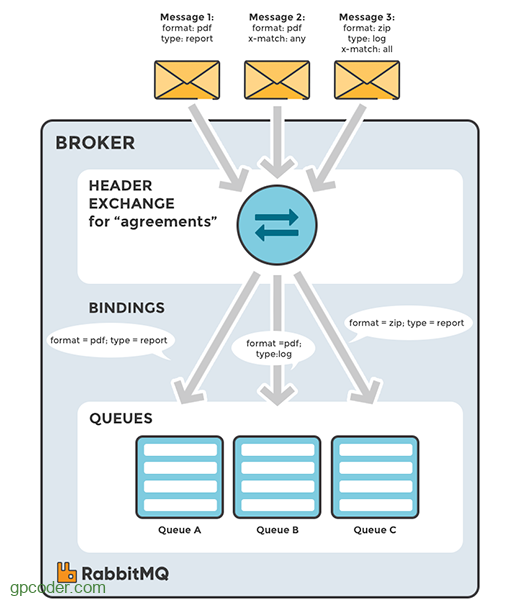 Message 1:
format: pdf
type: report
Message 2:
format: pdf
x-match: any
Message 3:
format: zip
type: log
x-match: all
BROKER
HEADER
EXCHANGE
for “agreements”
BINDINGS
format = pdf; type = report
format =pdf;
type:log
format = zip; type = report
QUEUES
Queue A
Queue B
Queue C
RabbitMQ
gpcoder.com